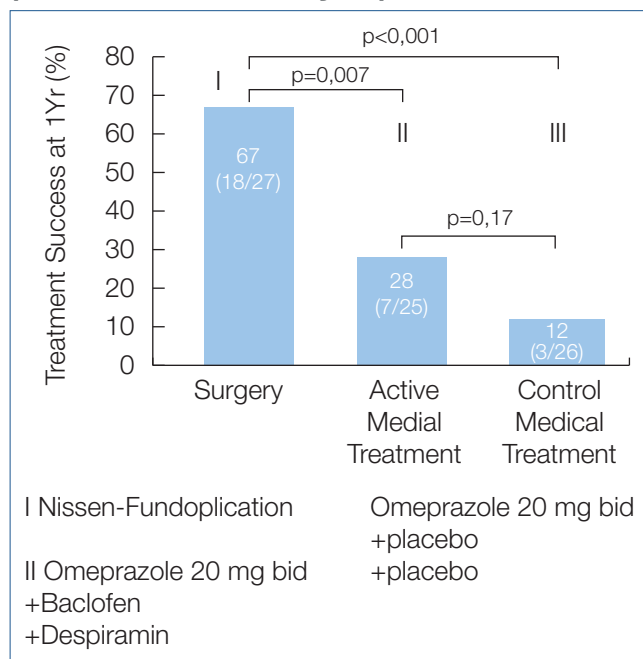 p<0,001
p=0,007
I
II
III
p=0,17
Treatment Success at 1Yr (%)
80
70
60
50
40
30
20
10
0
67
(18/27)
28
(7/25)
12
(3/26)
Surgery
Active
Medial
Treatment
Control
Medical
Treatment
I Nissen-Fundoplication
II Omeprazole 20 mg bid
+Baclofen
+Despiramin
Omeprazole 20 mg bid
+placebo
+placebo